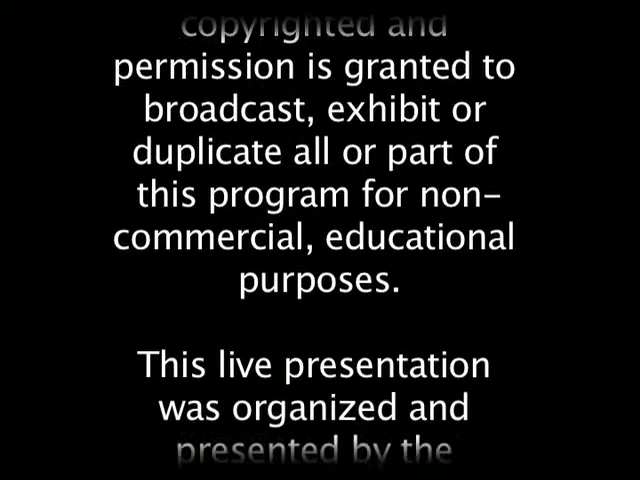 copyrighted and
permission is granted to
broadcast, exhibit or
duplicate all or part of
this program for non-
commercial, educational
purposes.
This live presentation
was organized and
presented by the